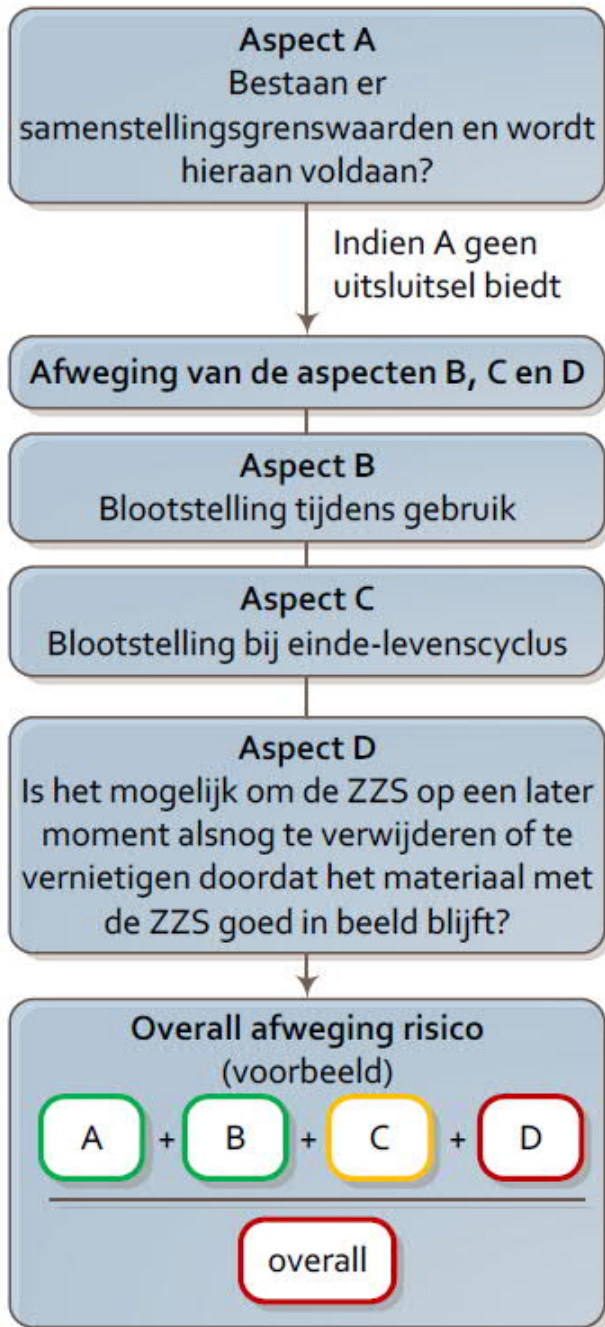 Aspect A
Bestaan er
samenstellingsgrenswaarden en wordt
hieraan voldaan?
Indien A geen
uitsluitsel biedt
Afweging van de aspecten B, C en D
Aspect B
Blootstelling tijdens gebruik
Aspect C
Blootstelling bij einde-levenscyclus
Aspect D
Is het mogelijk om de ZZS op een later
moment alsnog te verwijderen of te
vernietigen doordat het materiaal met
de ZZS goed in beeld blijft?
Overall afweging risico
(voorbeeld)
A + B + C + D
overall